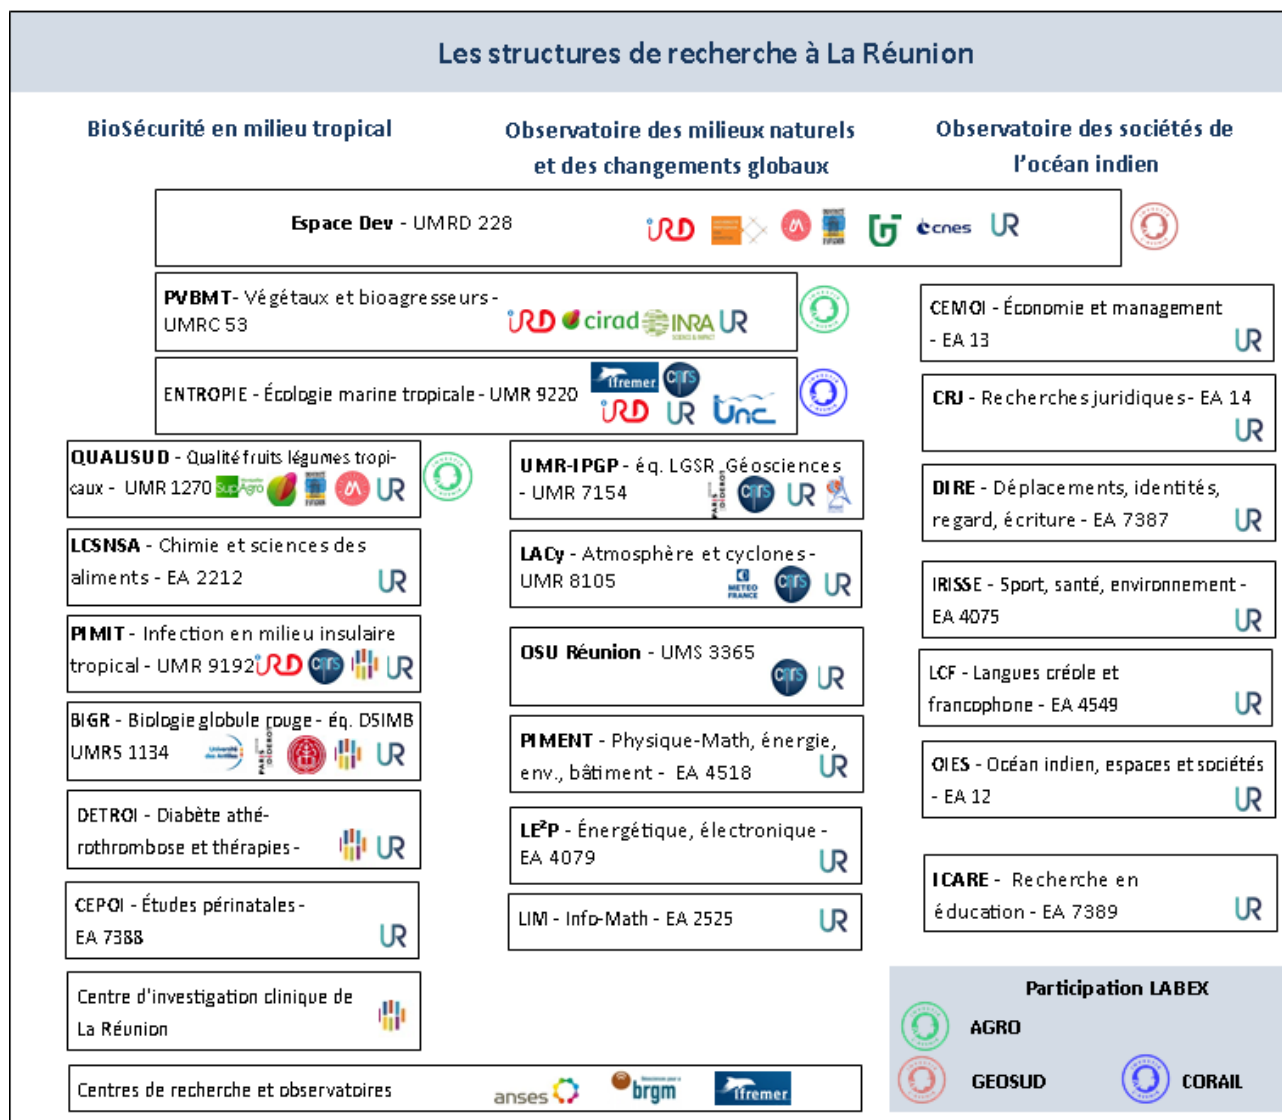 Les structures de recherche à La Réunion
BioSécurité en milieu tropical
Observatoire des milieux naturels
et des changements globaux
Observatoire des sociétés de
l'océan indien
Espace Dev - UMRD 228
IRD
cnes
UR
PVBMT- Végétaux et bioagresseurs -
UMRC 53
IRD
cirad
INRA
SCIENCE & IMPACT
UR
ENTROPIE - Écologie marine tropicale - UMR 9220
Ifremer
cnrs
IRD
UR
unc
QUALISUD - Qualité fruits légumes tropi-
caux - UMR 1270
SupAgro
UR
LCSNSA - Chimie et sciences des
aliments - EA 2212
UR
PIMIT - Infection en milieu insulaire
tropical - UMR 9192
IRD
cnrs
UR
BIGR - Biologie globule rouge - éq. DSIMB
UMRS 1134
Université
des Antilles
PARIS
DIDEROT
UR
DETROI - Diabète athé-
rothrombose et thérapies -
UR
CEPOI - Études périnatales -
EA 7388
UR
Centre d'investigation clinique de
La Réunion
Centres de recherche et observatoires
anses
brgm
Ifremer
UMR-IPGP - éq. LGSR Géosciences
- UMR 7154
PARIS
DIDEROT
cnrs
UR
LACy - Atmosphère et cyclones -
UMR 8105
METEO
FRANCE
cnrs
UR
OSU Réunion - UMS 3365
cnrs
UR
PIMENT - Physique-Math, énergie,
env., bâtiment - EA 4518
UR
LE²P - Énergétique, électronique -
EA 4079
UR
LIM - Info-Math - EA 2525
UR
CEMOI - Économie et management
- EA 13
UR
CRJ - Recherches juridiques- EA 14
UR
DIRE - Déplacements, identités,
regard, écriture - EA 7387
UR
IRISSE - Sport, santé, environnement -
EA 4075
UR
LCF - Langues créole et
francophone - EA 4549
UR
OIES - Océan indien, espaces et sociétés
- EA 12
UR
ICARE - Recherche en
éducation - EA 7389
UR
Participation LABEX
AGRO
GEOSUD
CORAIL